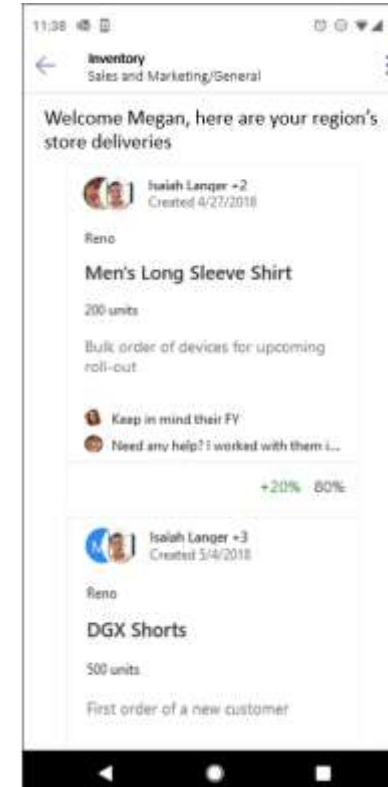 11:38
Inventory
Sales and Marketing/General
Welcome Megan, here are your region's
store deliveries
Isaiah Langer +2
Created 4/27/2018
Reno
Men's Long Sleeve Shirt
200 units
Bulk order of devices for upcoming
roll-out
Keep in mind their FY
Need any help? I worked with them i...
+20% 80%
M
Isaiah Langer +3
Created 5/4/2018
Reno
DGX Shorts
500 units
First order of a new customer